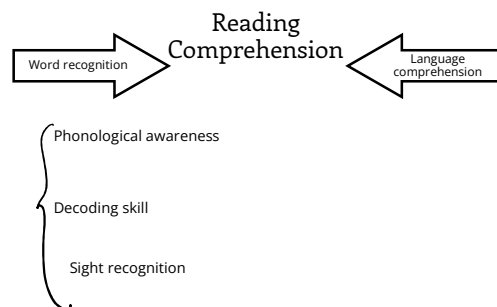 Reading
Comprehension
Word recognition
Language
comprehension
Phonological awareness
Decoding skill
Sight recognition